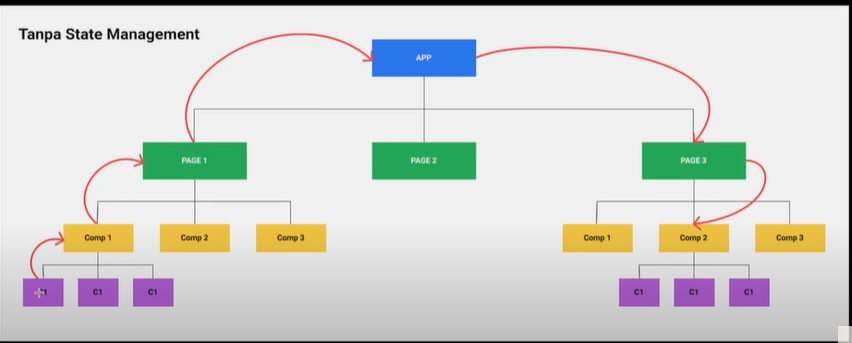 Tanpa State Management
APP
PAGE 1
PAGE 2
PAGE 3
Comp 1
Comp 2
Comp 3
Comp 1
Comp 2
Comp 3
C1
C1
C1
C1
C1